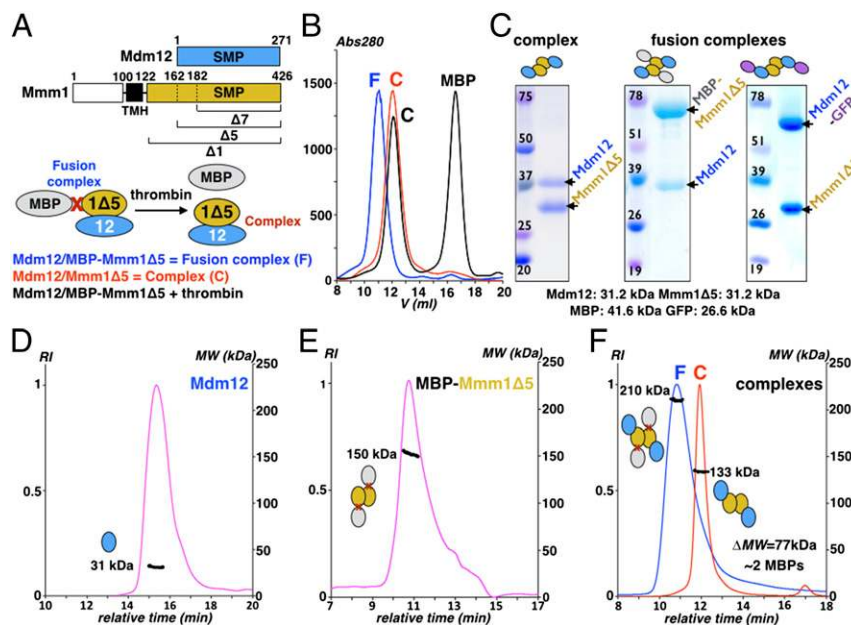 A
1
271
Mdm12
SMP
1
100
122
162
182
426
Mmm1
SMP
TMH
Δ7
Δ5
Δ1
MBP
Fusion
complex
thrombin
MBP
X
1Δ5
12
1Δ5
12
Complex
Mdm12/MBP-Mmm1Δ5 = Fusion complex (F)
Mdm12/Mmm1Δ5 = Complex (C)
Mdm12/MBP-Mmm1Δ5 + thrombin
B
Abs280
F
C
C
MBP
1500
1000
750
500
250
0
8
10
12
14
16
18
20
V (ml)
C
complex
fusion complexes
75
50
37
25
20
Mdm12
Mmm1Δ5
78
51
37
26
19
MBP-
Mmm1Δ5
Mdm12
78
51
37
26
19
Mdm12
-GFP
Mmm1Δ5
Mdm12: 31.2 kDa Mmm1Δ5: 31.2 kDa
MBP: 41.6 kDa GFP: 26.6 kDa
D
RI
MW (kDa)
Mdm12
1
0.5
0
250
200
150
100
50
0
31 kDa
10
12
14
16
18
20
relative time (min)
E
RI
MW (kDa)
MBP-Mmm1Δ5
1
0.5
0
250
200
150
100
50
0
150 kDa
7
9
11
13
15
17
relative time (min)
F
RI
MW (kDa)
F
C
complexes
1
0.5
0
250
200
150
100
50
0
210 kDa
133 kDa
ΔMW=77kDa
~2 MBPs
8
10
12
14
16
18
relative time (min)